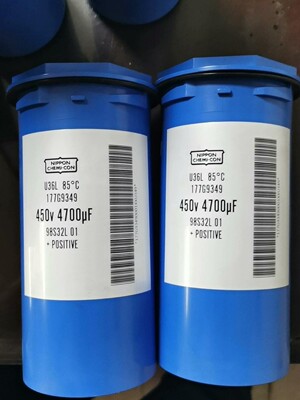 NIPPON
CHEMI-CON
U36L 85°C
177G9349
450v 4700µF
98S32L 01
+ POSITIVE
NIPPON
CHEMI-CON
U36L 85°C
177G9349
450v 4700µF
98S32L 01
+ POSITIVE